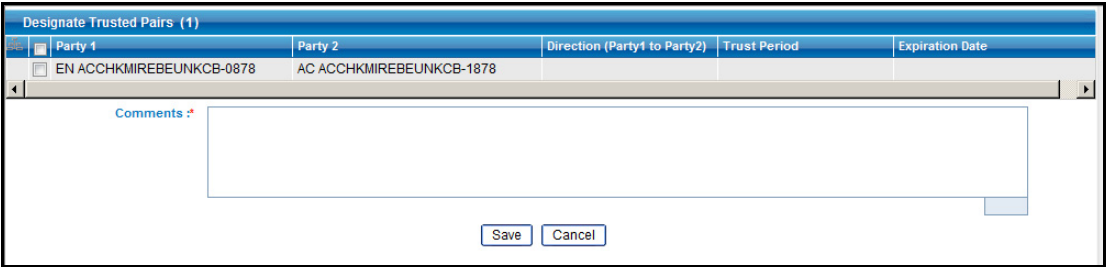 Designate Trusted Pairs (1)
Party 1 Party 2 Direction (Party1 to Party2) Trust Period Expiration Date
EN ACCHKMIREBEUNKCB-0878 AC ACCHKMIREBEUNKCB-1878
Comments :*
Save Cancel